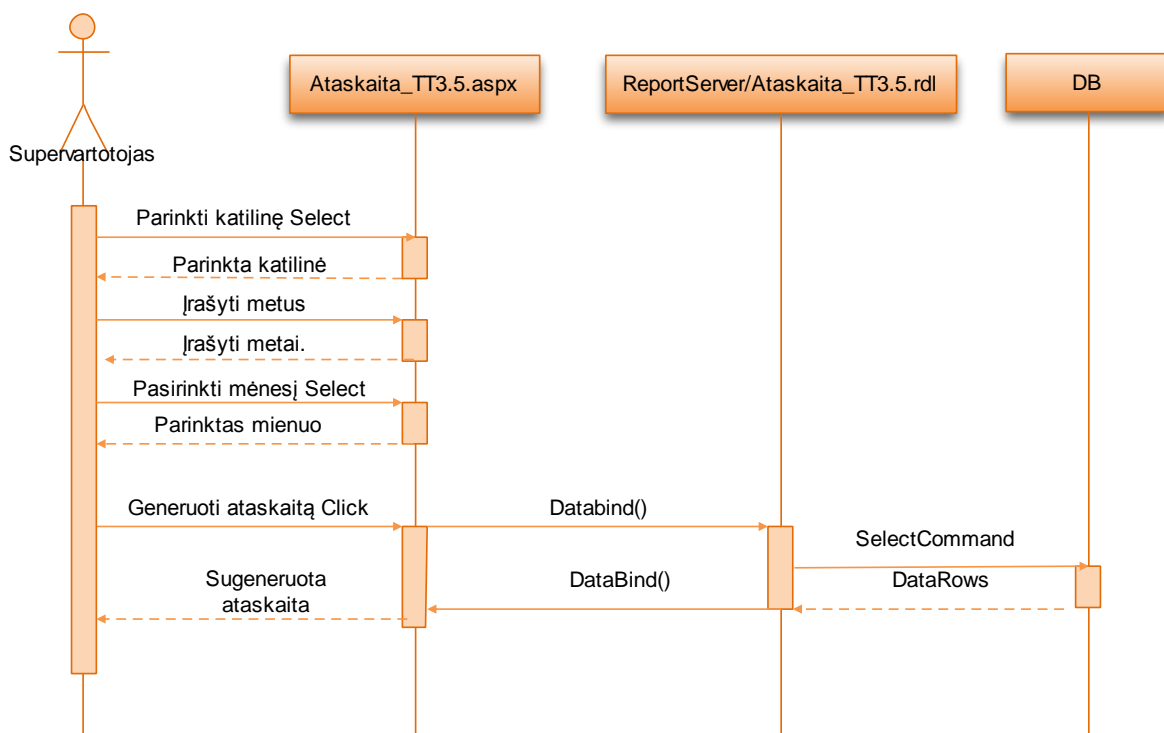 Ataskaita_TT3.5.aspx
ReportServer/Ataskaita_TT3.5.rdl
DB
Supervartotojas
Parinkti katilinę Select
Parinkta katilinė
Įrašyti metus
Įrašyti metai.
Pasirinkti mėnesį Select
Parinktas mienuo
Generuoti ataskaitą Click
Databind()
SelectCommand
DataRows
DataBind()
Sugeneruota
ataskaita